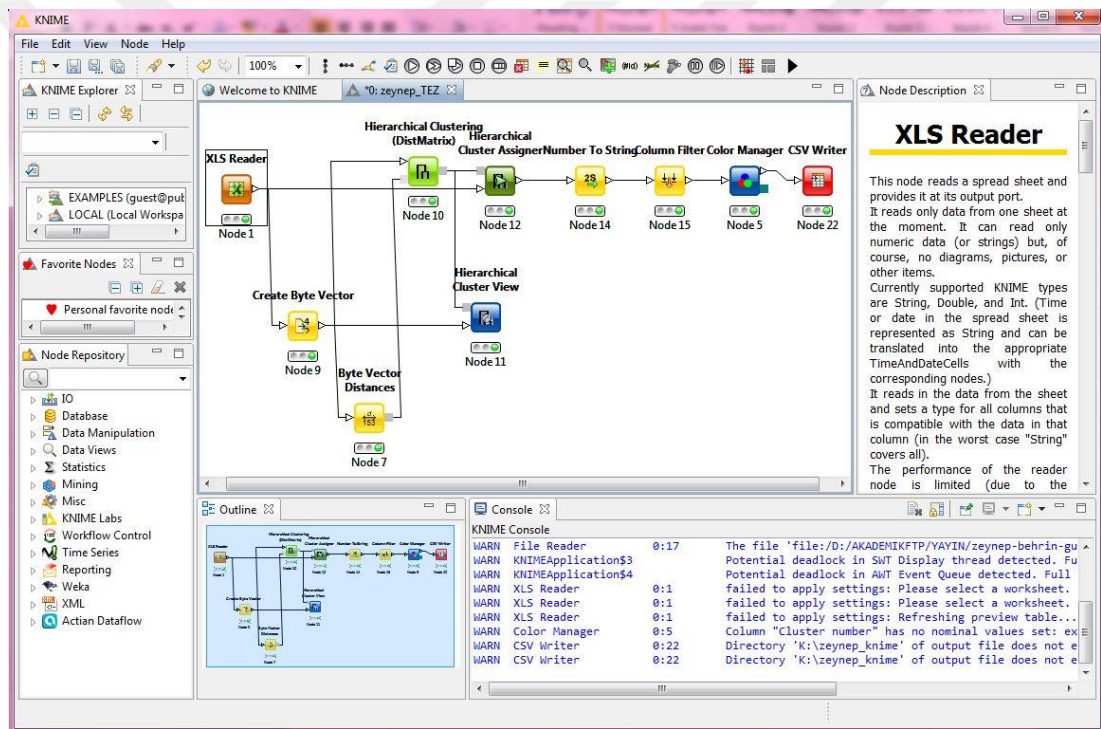 KNIME
File Edit View Node Help
100%
KNIME Explorer
EXAMPLES (guest@pub
LOCAL (Local Workspa
Favorite Nodes
Personal favorite node
Node Repository
IO
Database
Data Manipulation
Data Views
Statistics
Mining
Misc
KNIME Labs
Workflow Control
Time Series
Reporting
Weka
XML
Actian Dataflow
Welcome to KNIME
*0: zeynep_TEZ
XLS Reader
Node 1
Hierarchical Clustering
(DistMatrix)
Node 10
Hierarchical
Cluster Assigner
Node 12
Number To String
2S
Node 14
Column Filter
Node 15
Color Manager
Node 5
CSV Writer
Node 22
Create Byte Vector
Node 9
Hierarchical
Cluster View
Node 11
Byte Vector
Distances
Node 7
Node Description
XLS Reader
This node reads a spread sheet and
provides it at its output port.
It reads only data from one sheet at
the moment. It can read only
numeric data (or strings) but, of
course, no diagrams, pictures, or
other items.
Currently supported KNIME types
are String, Double, and Int. (Time
or date in the spread sheet is
represented as String and can be
translated into the appropriate
TimeAndDateCells with the
corresponding nodes.)
It reads in the data from the sheet
and sets a type for all columns that
is compatible with the data in that
column (in the worst case "String"
covers all).
The performance of the reader
node is limited (due to the
Outline
Console
KNIME Console
WARN File Reader 0:17 The file 'file:/D:/AKADEMIKFTP/YAYIN/zeynep-behrin-gu
WARN KNIMEApplication$3 Potential deadlock in SWT Display thread detected. Fu
WARN KNIMEApplication$4 Potential deadlock in AWT Event Queue detected. Full
WARN XLS Reader 0:1 failed to apply settings: Please select a worksheet.
WARN XLS Reader 0:1 failed to apply settings: Please select a worksheet.
WARN XLS Reader 0:1 failed to apply settings: Refreshing preview table...
WARN Color Manager 0:5 Column "Cluster number" has no nominal values set: ex
WARN CSV Writer 0:22 Directory 'K:\zeynep_knime' of output file does not e
WARN CSV Writer 0:22 Directory 'K:\zeynep_knime' of output file does not e